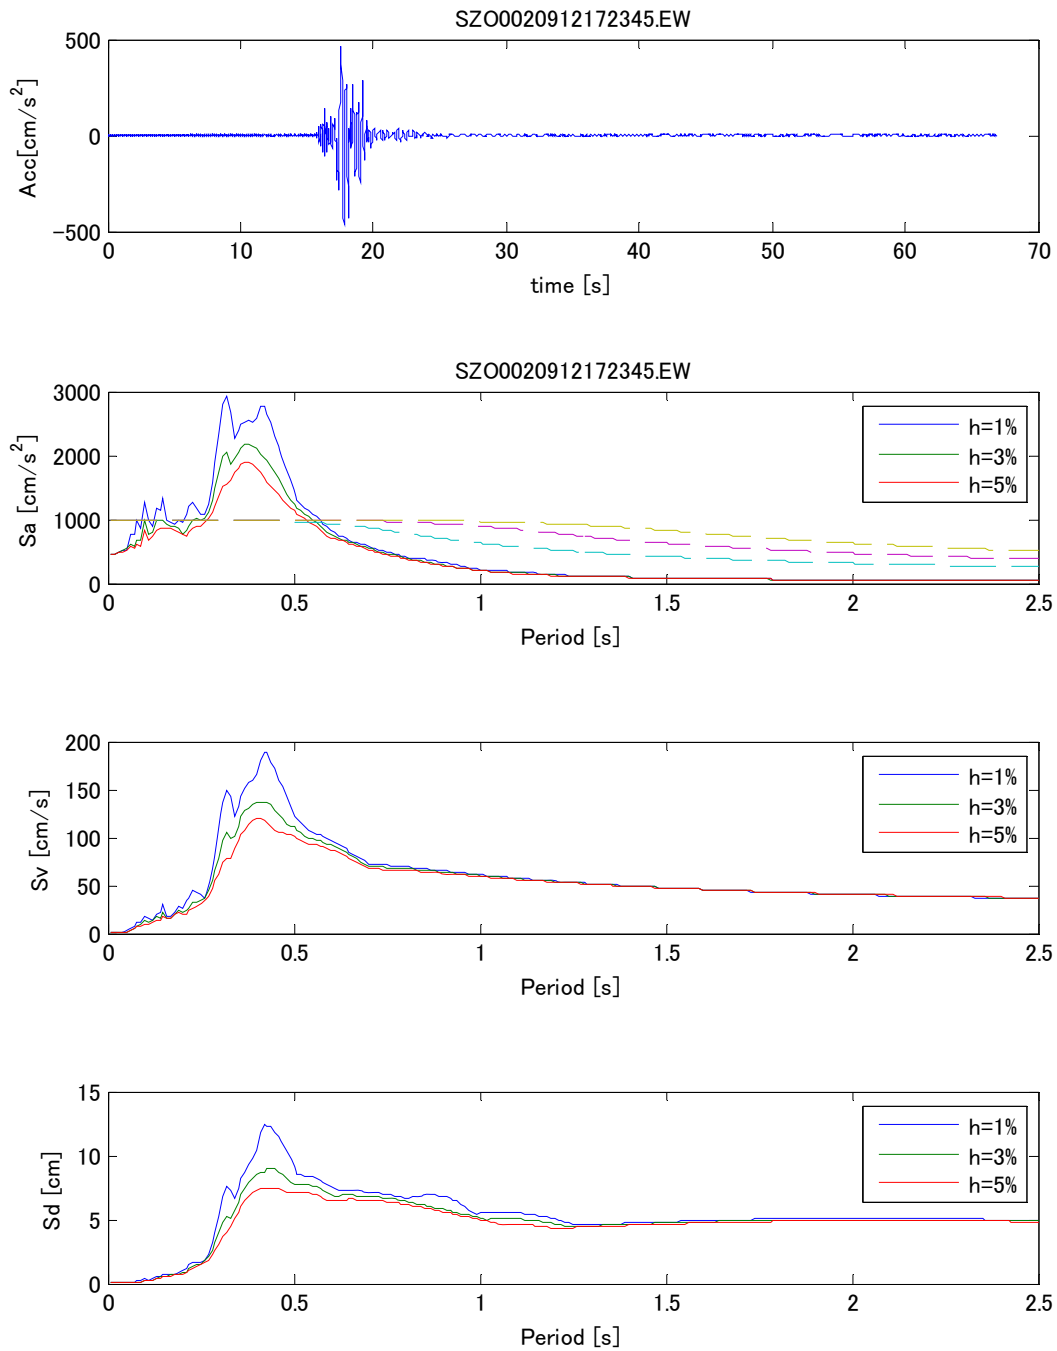 SZO0020912172345.EW
500
0
-500
Acc[cm/s²]
0 10 20 30 40 50 60 70
time [s]
SZO0020912172345.EW
3000
2000
1000
0
Sa [cm/s²]
h=1%
h=3%
h=5%
0 0.5 1 1.5 2 2.5
Period [s]
200
150
100
50
0
Sv [cm/s]
h=1%
h=3%
h=5%
0 0.5 1 1.5 2 2.5
Period [s]
15
10
5
0
Sd [cm]
h=1%
h=3%
h=5%
0 0.5 1 1.5 2 2.5
Period [s]